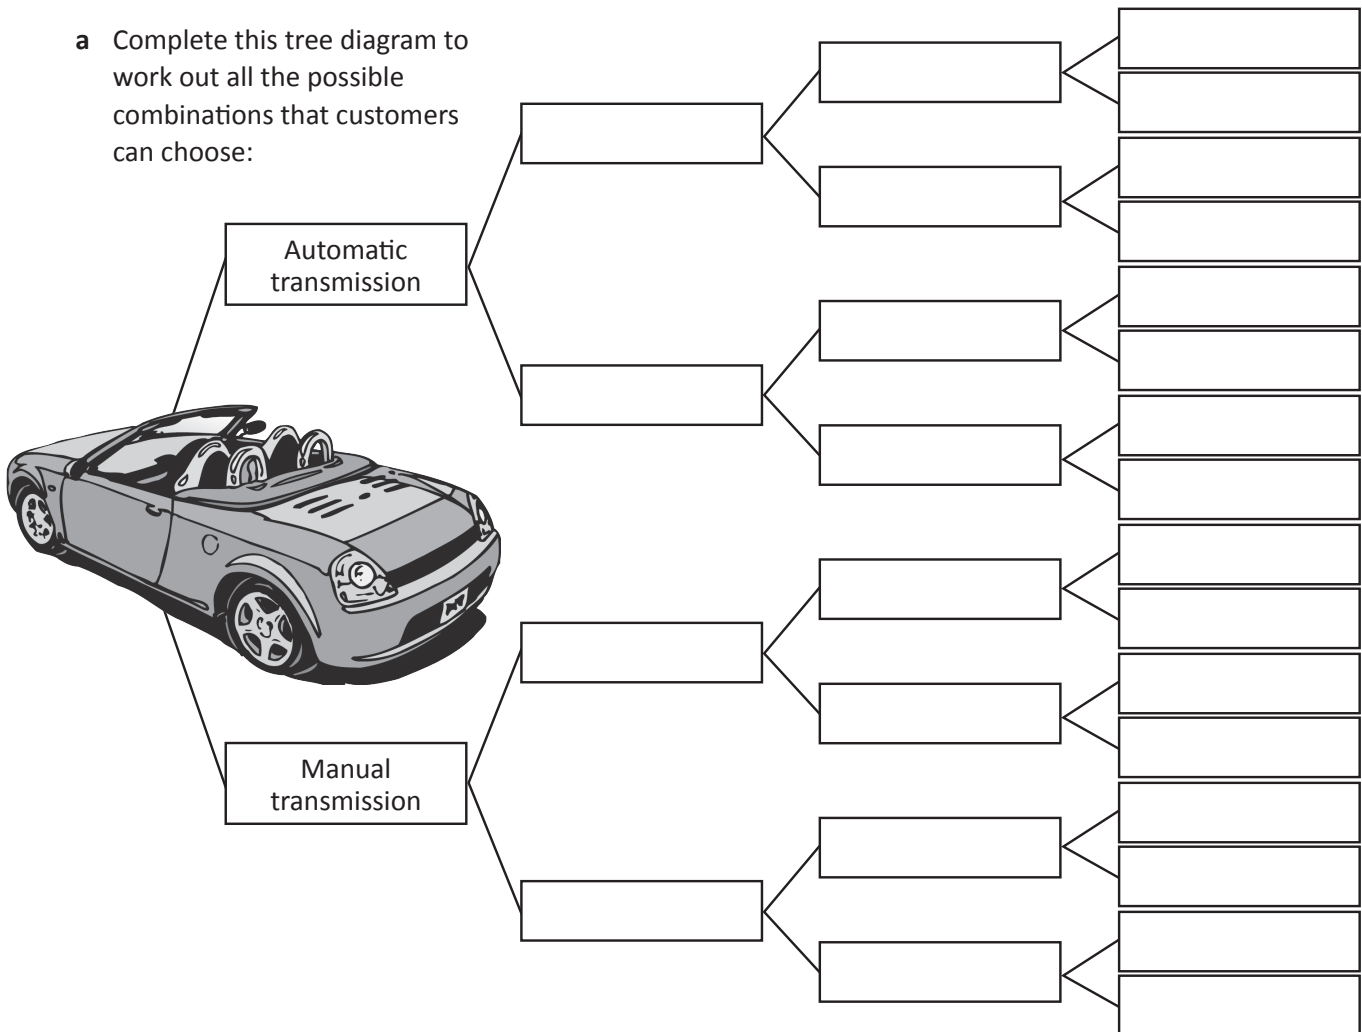 a Complete this tree diagram to
work out all the possible
combinations that customers
can choose:
Automatic
transmission
Manual
transmission